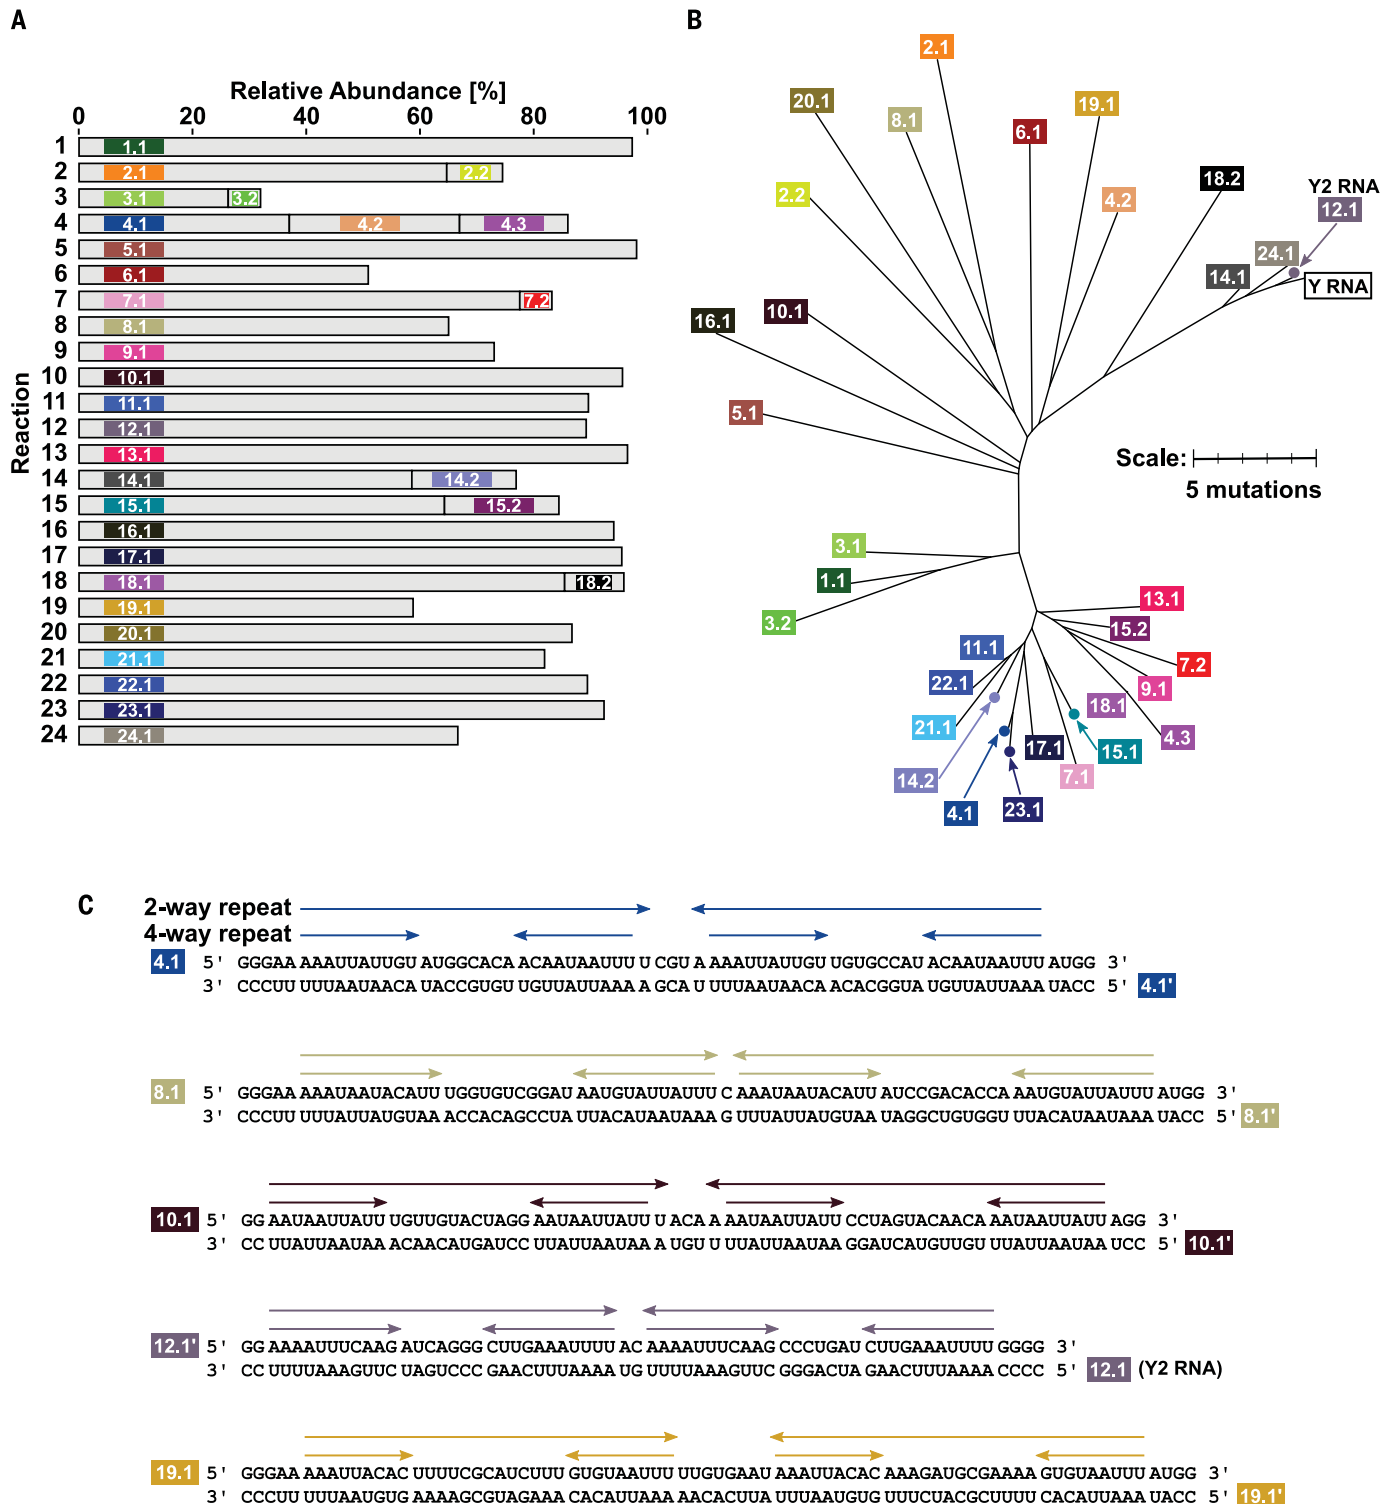 A
Relative Abundance [%]
0 20 40 60 80 100
Reaction
1 1.1
2 2.1 2.2
3 3.1 3.2
4 4.1 4.2 4.3
5 5.1
6 6.1
7 7.1 7.2
8 8.1
9 9.1
10 10.1
11 11.1
12 12.1
13 13.1
14 14.1 14.2
15 15.1 15.2
16 16.1
17 17.1
18 18.1 18.2
19 19.1
20 20.1
21 21.1
22 22.1
23 23.1
24 24.1
B
2.1
20.1
8.1
19.1
6.1
18.2
Y2 RNA
2.2
4.2
12.1
24.1
14.1
Y RNA
10.1
16.1
5.1
Scale:
5 mutations
3.1
1.1
3.2
13.1
15.2
11.1
7.2
22.1
9.1
18.1
21.1
4.3
17.1
15.1
14.2
7.1
4.1
23.1
C
2-way repeat
4-way repeat
4.1 5' GGGAA AAAUUAUUGU AUGGCACA ACAAUAAUUU U CGU A AAAUUAUUGU UGUGCCAU ACAAUAAUUU AUGG 3'
3' CCCUU UUUAAUAACA UACCGUGU UGUUAUUAAA A GCA U UUUAAUAACA ACACGGUA UGUUAUUAAA UACC 5' 4.1'
8.1 5' GGGAA AAAUAAUACAUU UGGUGUCGGAU AAUGUAUUAUUU C AAAUAAUACAUU AUCCGACACCA AAUGUAUUAUUU AUGG 3'
3' CCCUU UUUAUUAUGUAA ACCACAGCCUA UUACAUAAUAAA G UUUAUUAUGUAA UAGGCUGUGGU UUACAUAAUAAA UACC 5' 8.1'
10.1 5' GG AAUAAUUAUU UGUUGUACUAGG AAUAAUUAUU U ACA A AAUAAUUAUU CCUAGUACAACA AAUAAUUAUU AGG 3'
3' CC UUAUUAAUAA ACAACAUGAUCC UUAUUAAUAA A UGU U UUAUUAAUAA GGAUCAUGUUGU UUAUUAAUAA UCC 5' 10.1'
12.1' 5' GG AAAAUUUCAAG AUCAGGG CUUGAAAUUUU AC AAAAUUUCAAG CCCUGAU CUUGAAAUUUU GGGG 3'
3' CC UUUUAAAGUUC UAGUCCC GAACUUUAAAA UG UUUUAAAGUUC GGGACUA GAACUUUAAAA CCCC 5' 12.1 (Y2 RNA)
19.1 5' GGGAA AAAUUACAC UUUUCGCAUCUUU GUGUAAUUU UUGUGAAU AAAUUACAC AAAGAUGCGAAAA GUGUAAUUU AUGG 3'
3' CCCUU UUUAAUGUG AAAAGCGUAGAAA CACAUUAAA AACACUUA UUUAAUGUG UUUCUACGCUUUU CACAUUAAA UACC 5' 19.1'